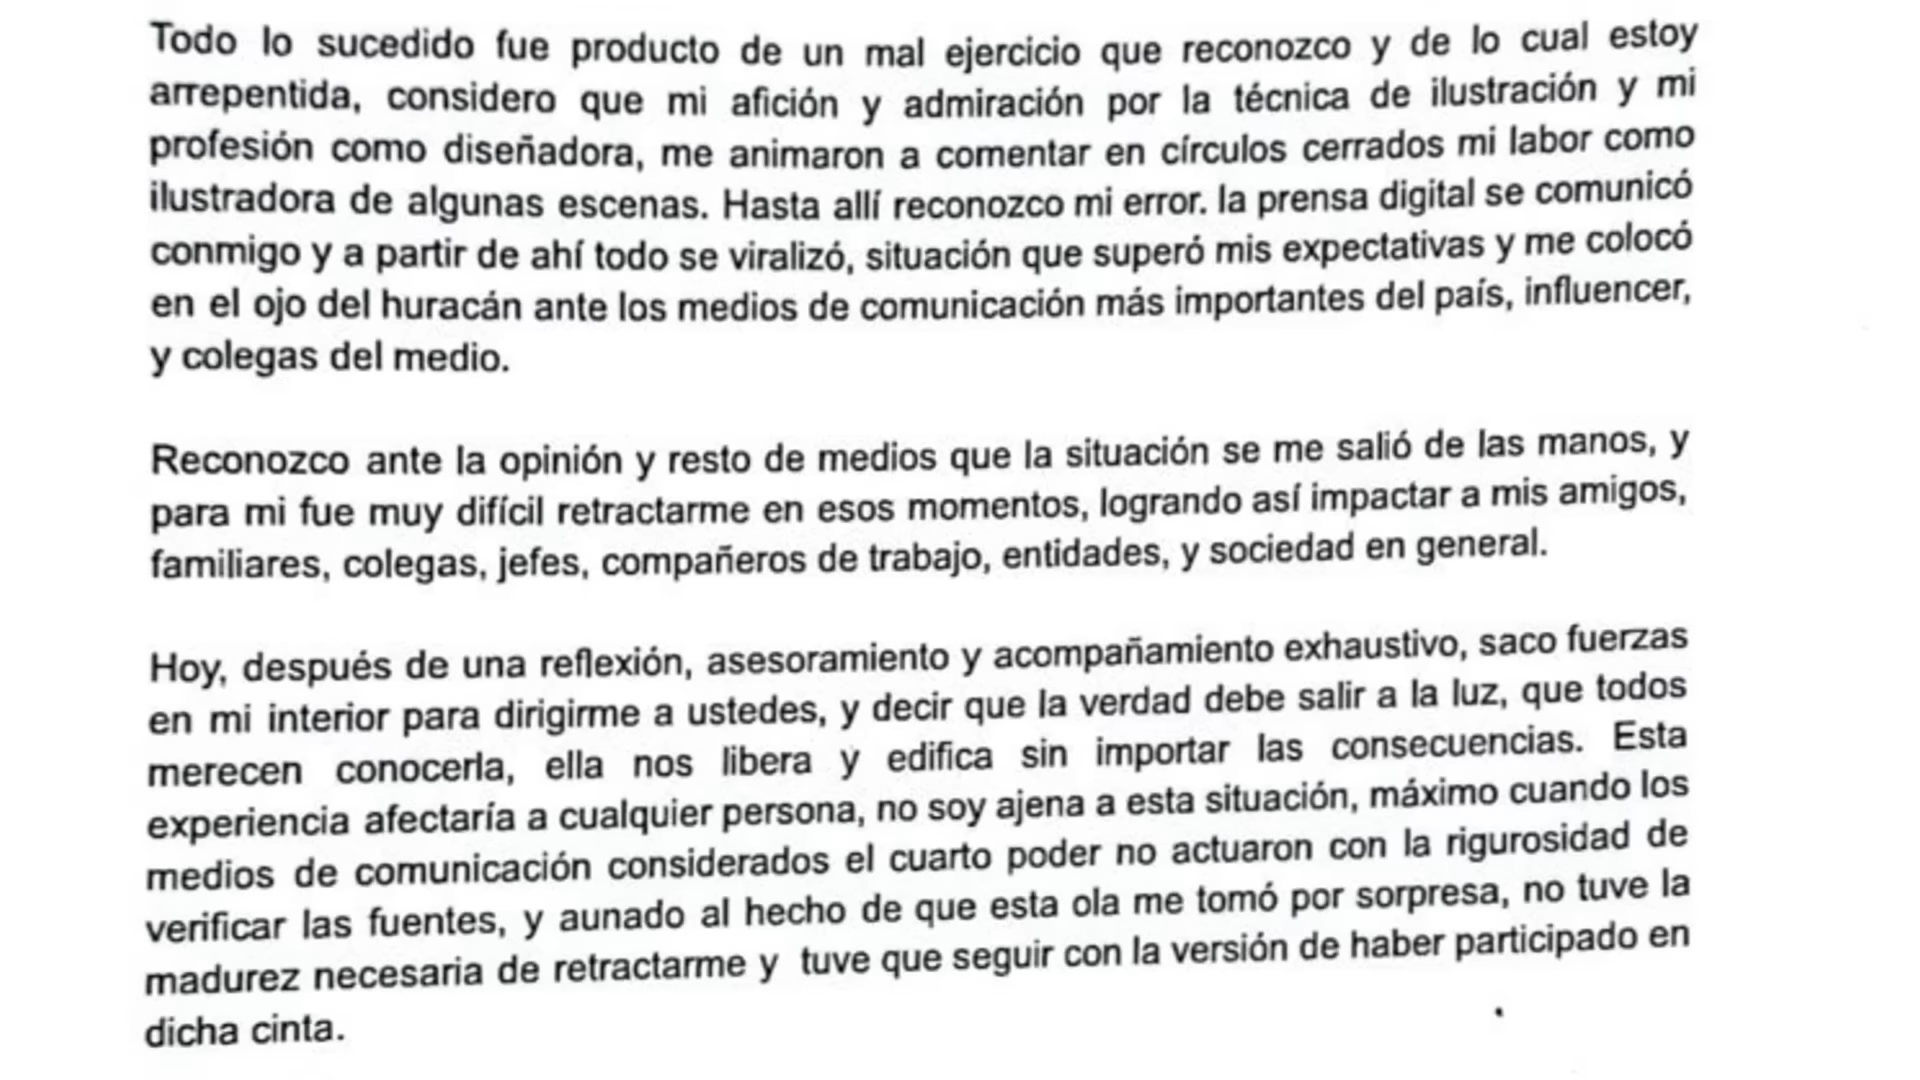 Todo lo sucedido fue producto de un mal ejercicio que reconozco y de lo cual estoy
arrepentida, considero que mi afición y admiración por la técnica de ilustración y mi
profesión como diseñadora, me animaron a comentar en círculos cerrados mi labor como
ilustradora de algunas escenas. Hasta allí reconozco mi error. la prensa digital se comunicó
conmigo y a partir de ahí todo se viralizó, situación que superó mis expectativas y me colocó
en el ojo del huracán ante los medios de comunicación más importantes del país, influencer,
y colegas del medio.
Reconozco ante la opinión y resto de medios que la situación se me salió de las manos, y
para mi fue muy difícil retractarme en esos momentos, logrando así impactar a mis amigos,
familiares, colegas, jefes, compañeros de trabajo, entidades, y sociedad en general.
Hoy, después de una reflexión, asesoramiento y acompañamiento exhaustivo, saco fuerzas
en mi interior para dirigirme a ustedes, y decir que la verdad debe salir a la luz, que todos
merecen conocerla, ella nos libera y edifica sin importar las consecuencias. Esta
experiencia afectaría a cualquier persona, no soy ajena a esta situación, máximo cuando los
medios de comunicación considerados el cuarto poder no actuaron con la rigurosidad de
verificar las fuentes, y aunado al hecho de que esta ola me tomó por sorpresa, no tuve la
madurez necesaria de retractarme y tuve que seguir con la versión de haber participado en
dicha cinta.